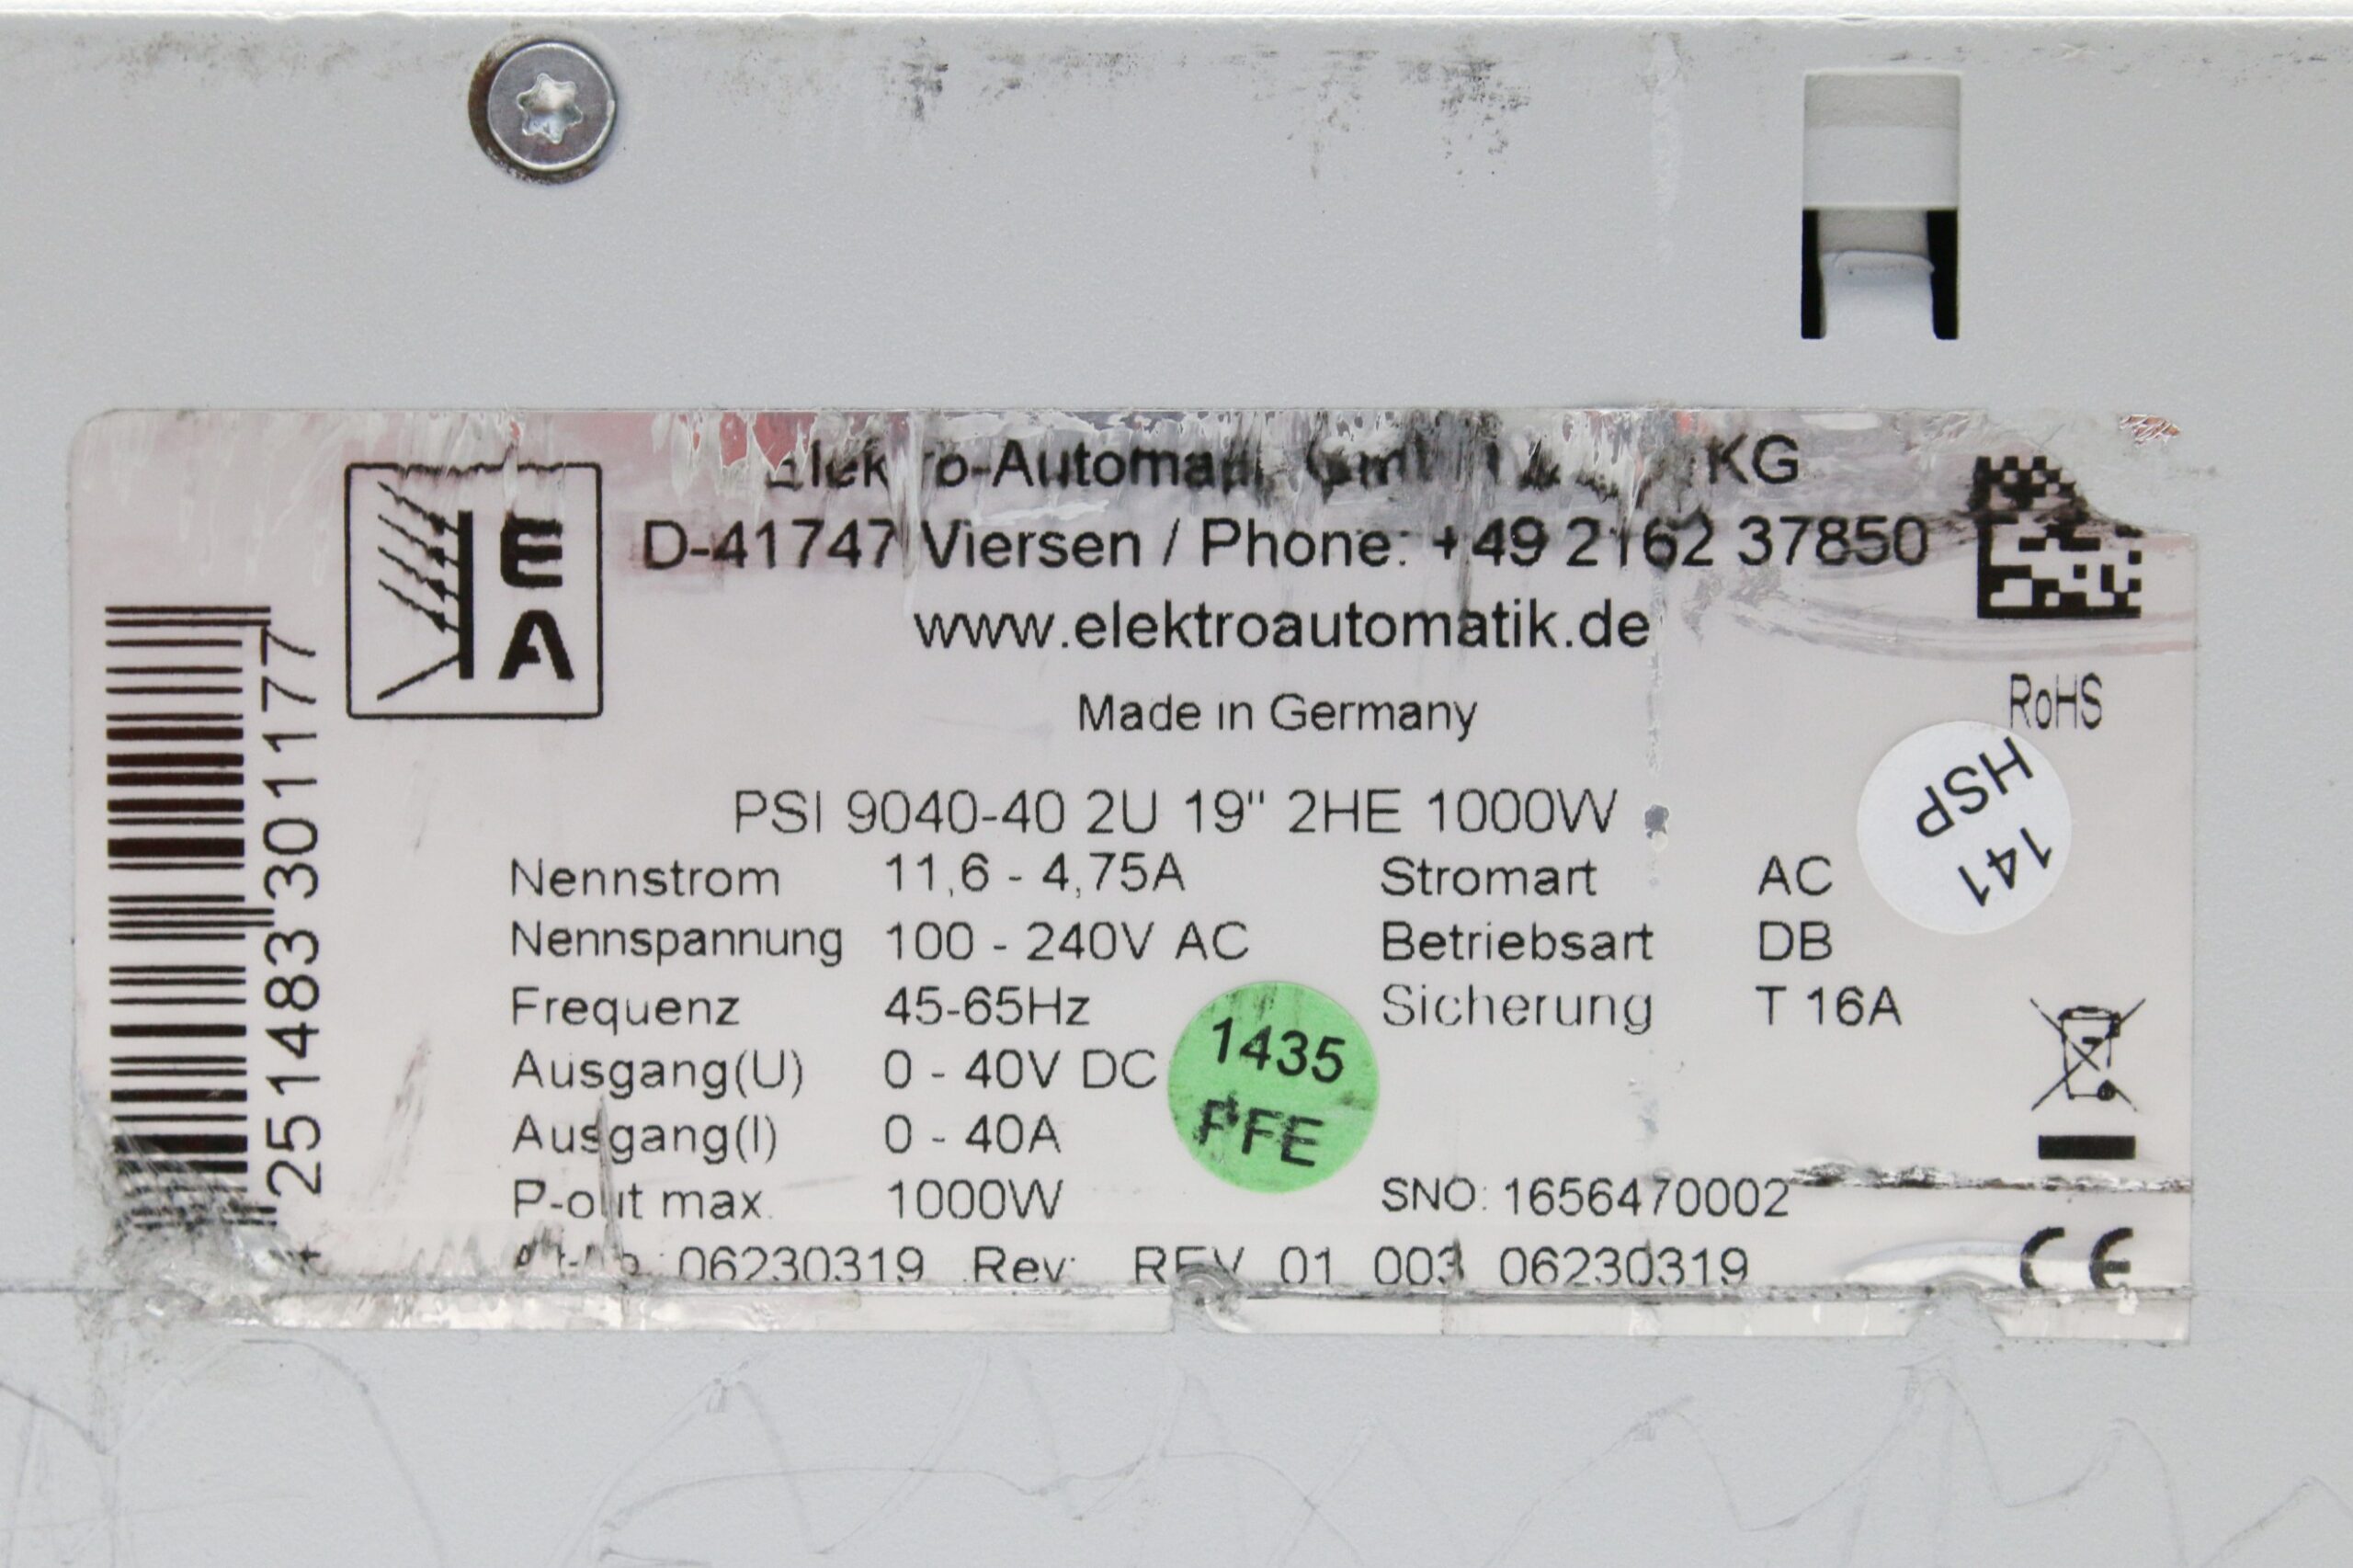 EA
KG
D-41747 Viersen / Phone: +49 2162 37850
www.elektroautomatik.de
Made in Germany
RoHS
PSI 9040-40 2U 19" 2HE 1000W
141
HSP
Nennstrom 11,6 - 4,75A Stromart AC
Nennspannung 100 - 240V AC Betriebsart DB
Frequenz 45-65Hz Sicherung T 16A
Ausgang(U) 0 - 40V DC
Ausgang(I) 0 - 40A
1435
PFE
P-out max. 1000W SNO: 1656470002
06230319 Rev: REV 01 003 06230319
CE
251483 301177